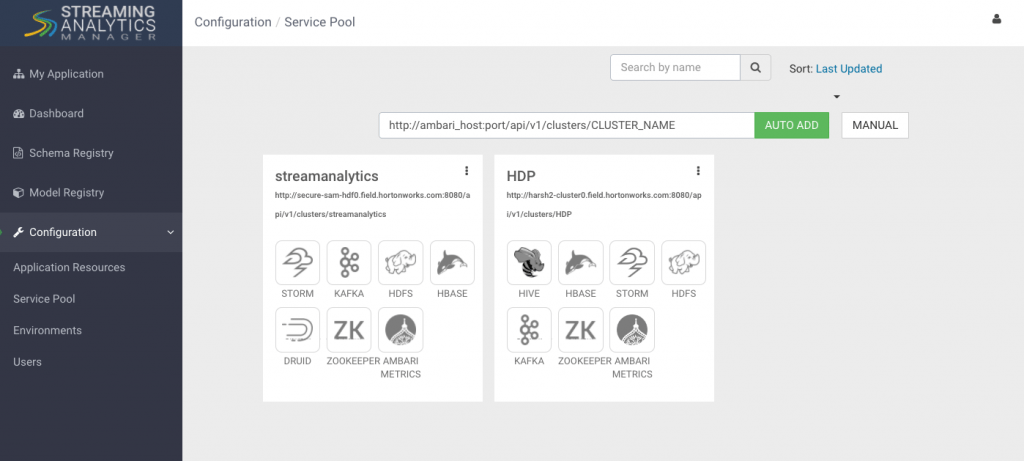 STREAMING
ANALYTICS
MANAGER
Configuration / Service Pool
My Application
Dashboard
Schema Registry
Model Registry
Configuration
Application Resources
Service Pool
Environments
Users
Search by name
Sort: Last Updated
http://ambari_host:port/api/v1/clusters/CLUSTER_NAME
AUTO ADD
MANUAL
streamanalytics
http://secure-sam-hdf0.field.hortonworks.com:8080/a
pi/v1/clusters/streamanalytics
STORM
KAFKA
HDFS
HBASE
DRUID
ZK
ZOOKEEPER
AMBARI
METRICS
HDP
http://harsh2-cluster0.field.hortonworks.com:8080/ap
i/v1/clusters/HDP
HIVE
HBASE
STORM
HDFS
KAFKA
ZK
ZOOKEEPER
AMBARI
METRICS